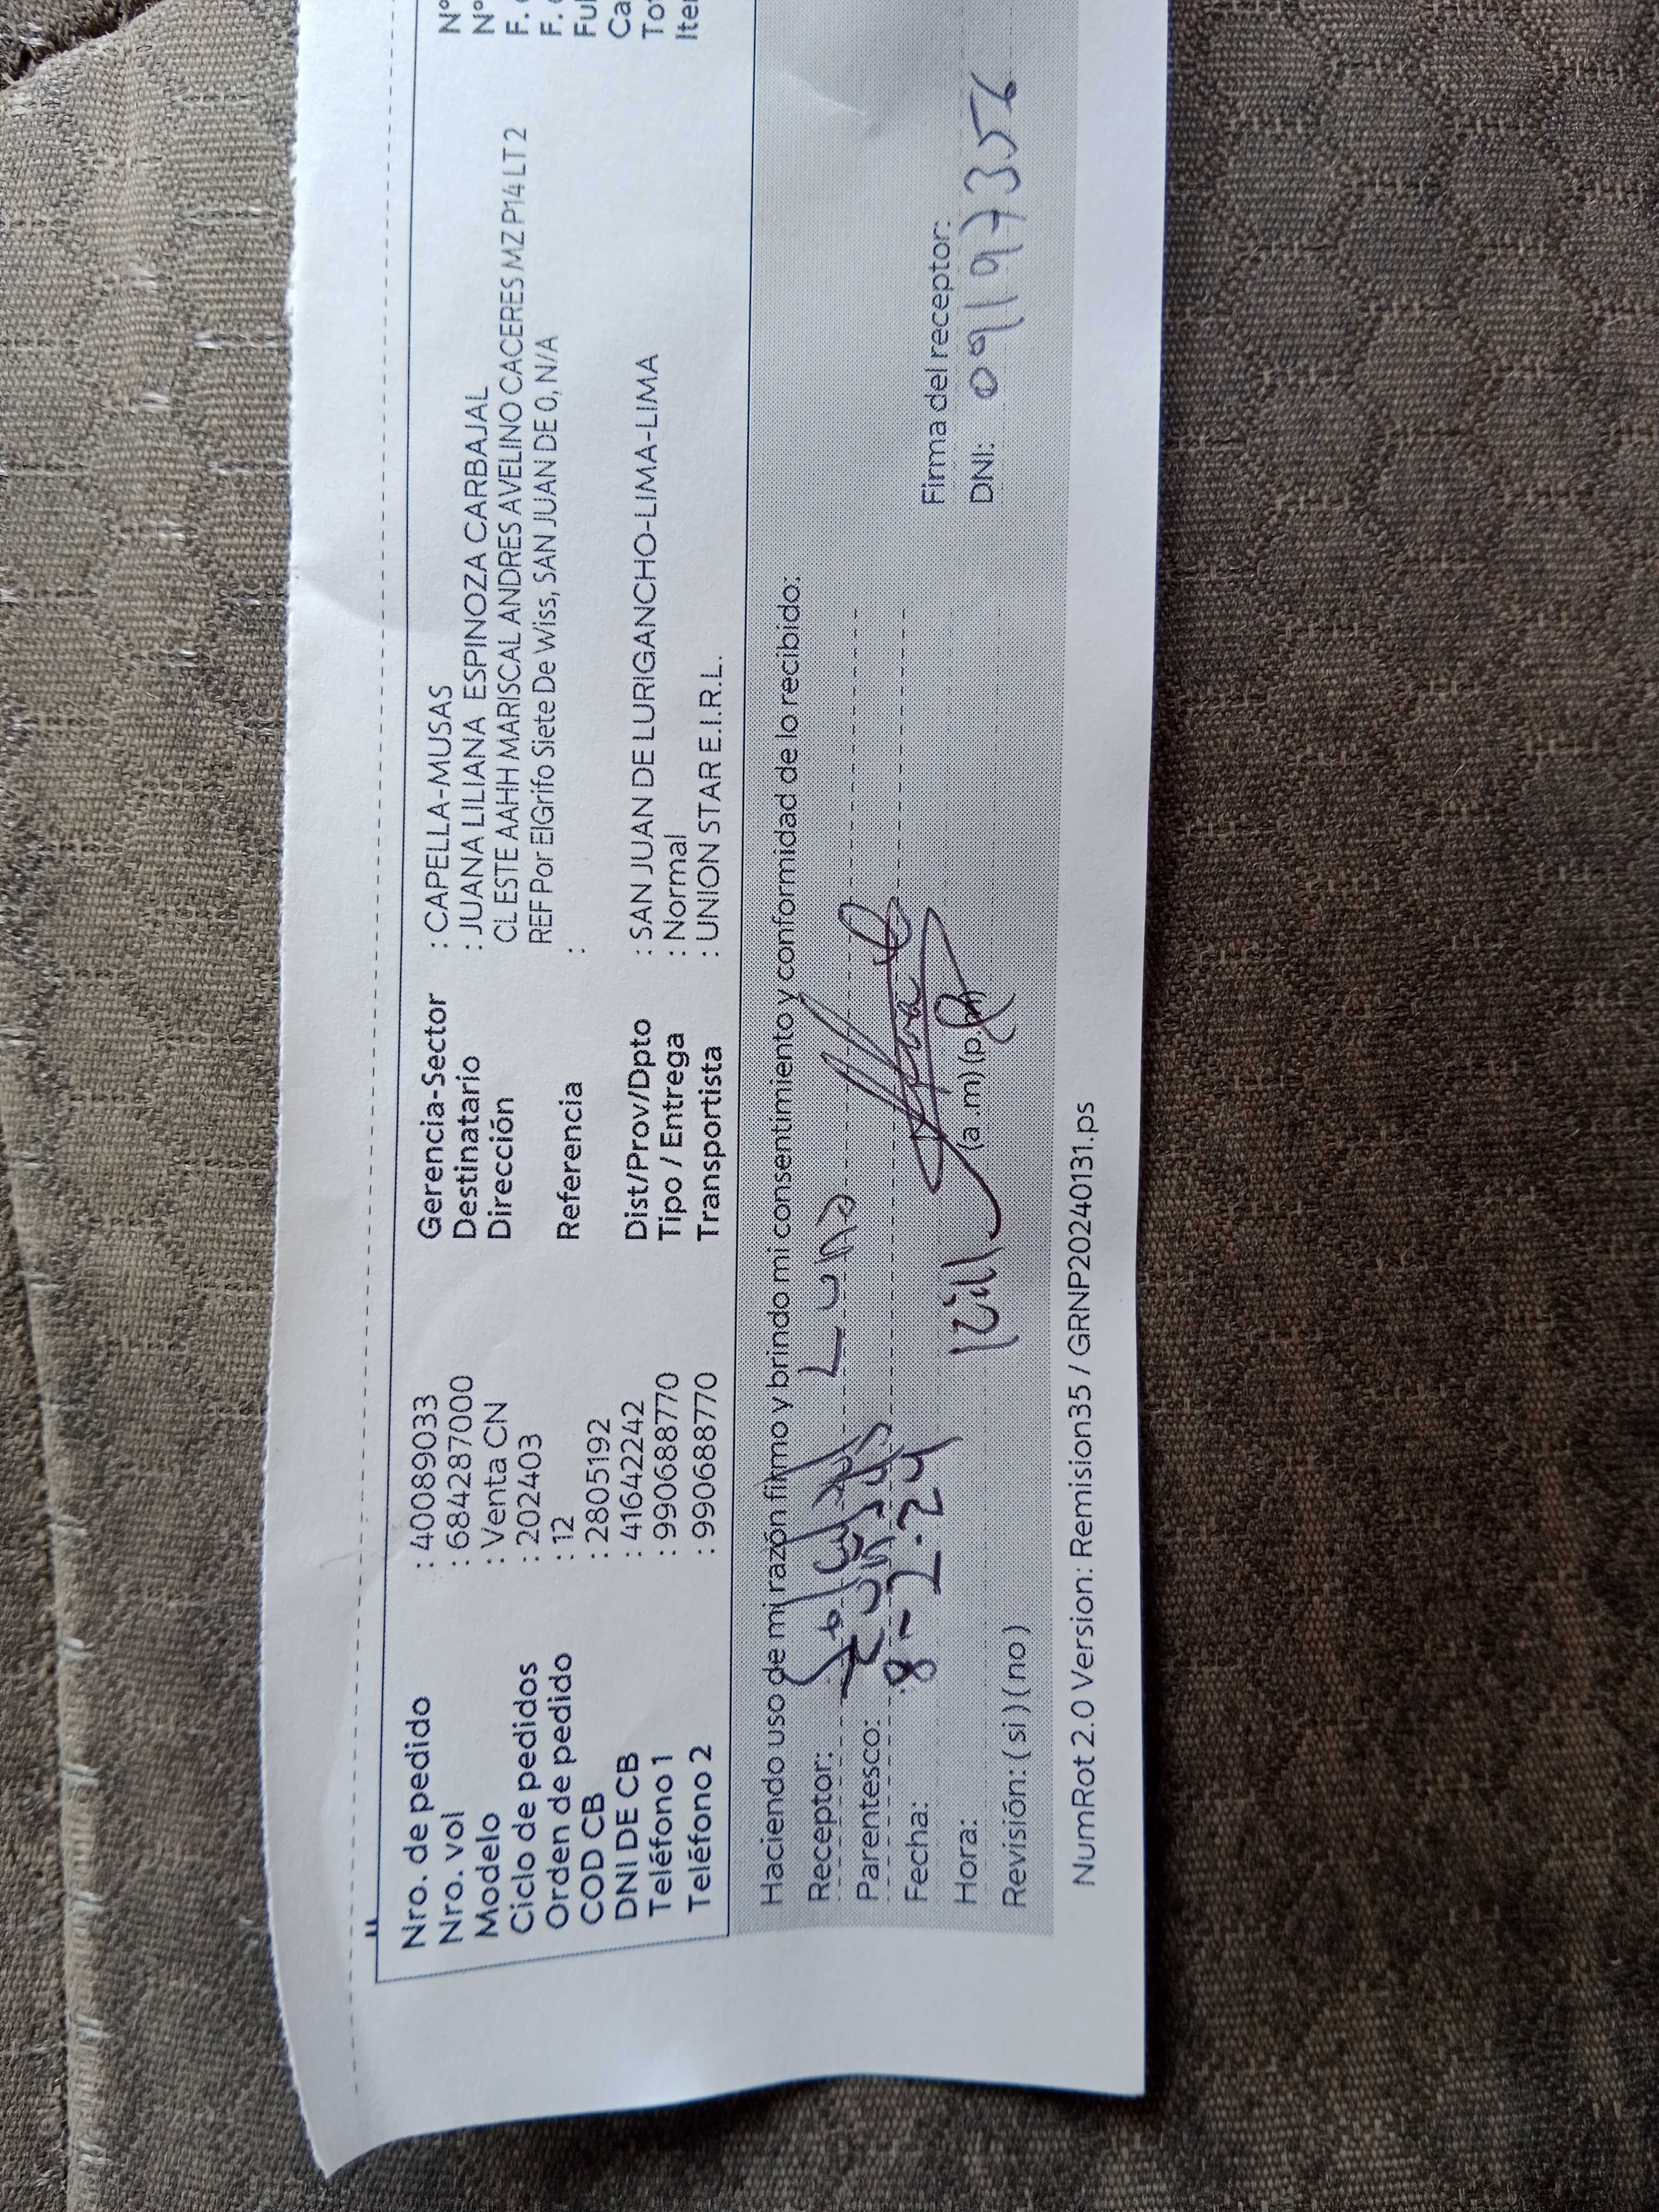 Nro. de pedido : 40089033 Gerencia-Sector : CAPELLA-MUSAS N°
Nro. vol : 684287000 Destinatario : JUANA LILIANA ESPINOZA CARBAJAL N°
Modelo : Venta CN Dirección CL ESTE AAHH MARISCAL ANDRES AVELINO CACERES MZ P14 LT 2 F.
Ciclo de pedidos : 202403 REF Por ElGrifo Siete De Wiss, SAN JUAN DE 0, N/A F.
Orden de pedido : 12 Referencia :
COD CB : 2805192
DNI DE CB : 41642242 Dist/Prov/Dpto : SAN JUAN DE LURIGANCHO-LIMA-LIMA
Teléfono 1 : 990688770 Tipo / Entrega : Normal
Teléfono 2 : 990688770 Transportista : UNION STAR E.I.R.L.
Haciendo uso de mi razón firmo y brindo mi consentimiento y conformidad de lo recibido:
Receptor: Luna
Parentesco:
Fecha: 8-2-24 Firma del receptor:
Hora: (a.m)(p.m) DNI: 09197356
Revisión: ( si ) ( no )
NumRot 2.0 Version: Remision35 / GRNP20240131.ps